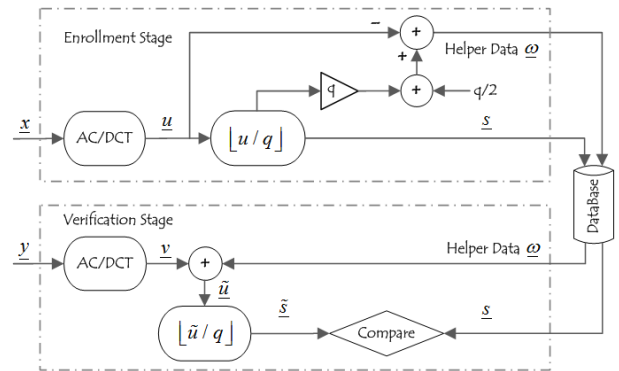 Enrollment Stage
−
+
+
Helper Data ω
q
+
q/2
x
AC/DCT
u
⌊u / q⌋
s
DataBase
Verification Stage
y
AC/DCT
v
+
Helper Data ω
ũ
⌊ũ / q⌋
s̃
Compare
s